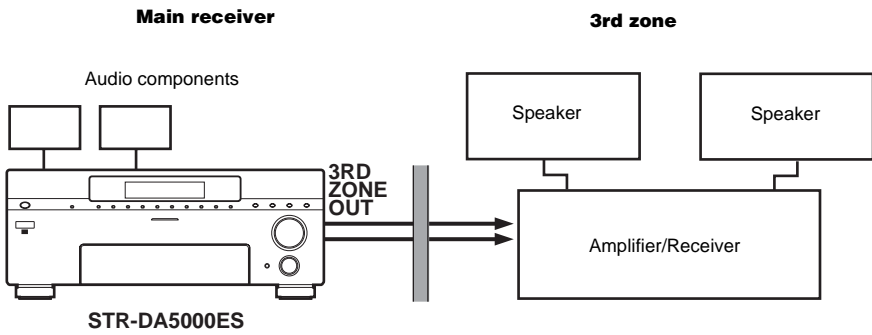 Main receiver
3rd zone
Audio components
Speaker
Speaker
3RD
ZONE
OUT
Amplifier/Receiver
STR-DA5000ES